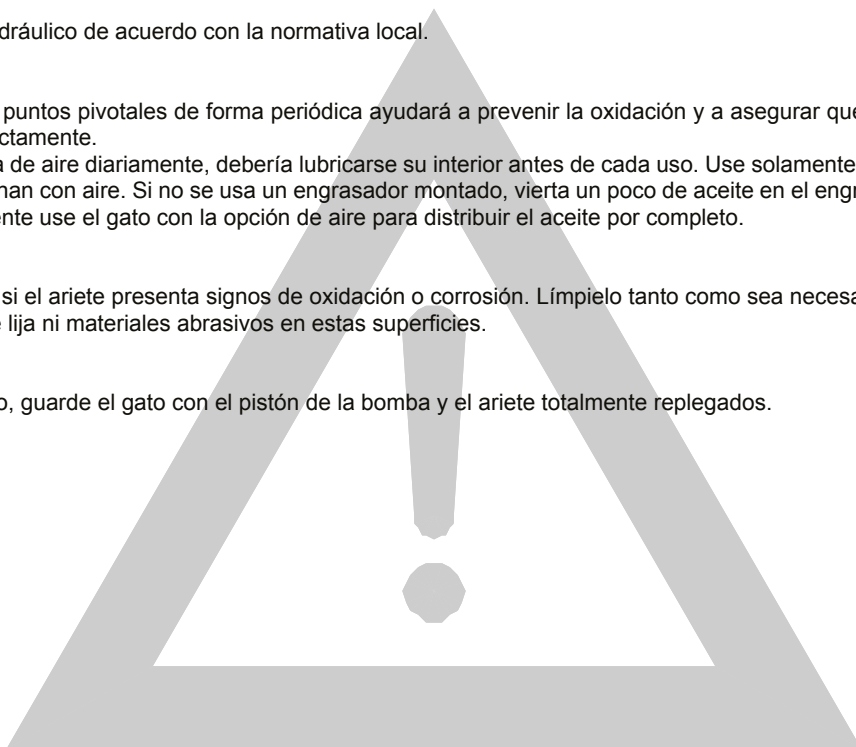 dráulico de acuerdo con la normativa local.
puntos pivotales de forma periódica ayudará a prevenir la oxidación y a asegurar que
ctamente.
de aire diariamente, debería lubricarse su interior antes de cada uso. Use solamente
nan con aire. Si no se usa un engrasador montado, vierta un poco de aceite en el engr
nte use el gato con la opción de aire para distribuir el aceite por completo.
si el ariete presenta signos de oxidación o corrosión. Límpielo tanto como sea necesa
lija ni materiales abrasivos en estas superficies.
o, guarde el gato con el pistón de la bomba y el ariete totalmente replegados.